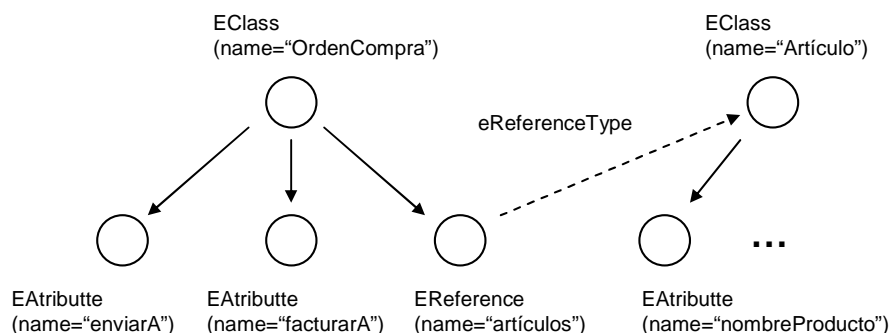 EClass
(name=“OrdenCompra”)
EClass
(name=“Artículo”)
eReferenceType
...
EAtributte
(name=“enviarA”)
EAtributte
(name=“facturarA”)
EReference
(name=“artículos”)
EAtributte
(name=“nombreProducto”)